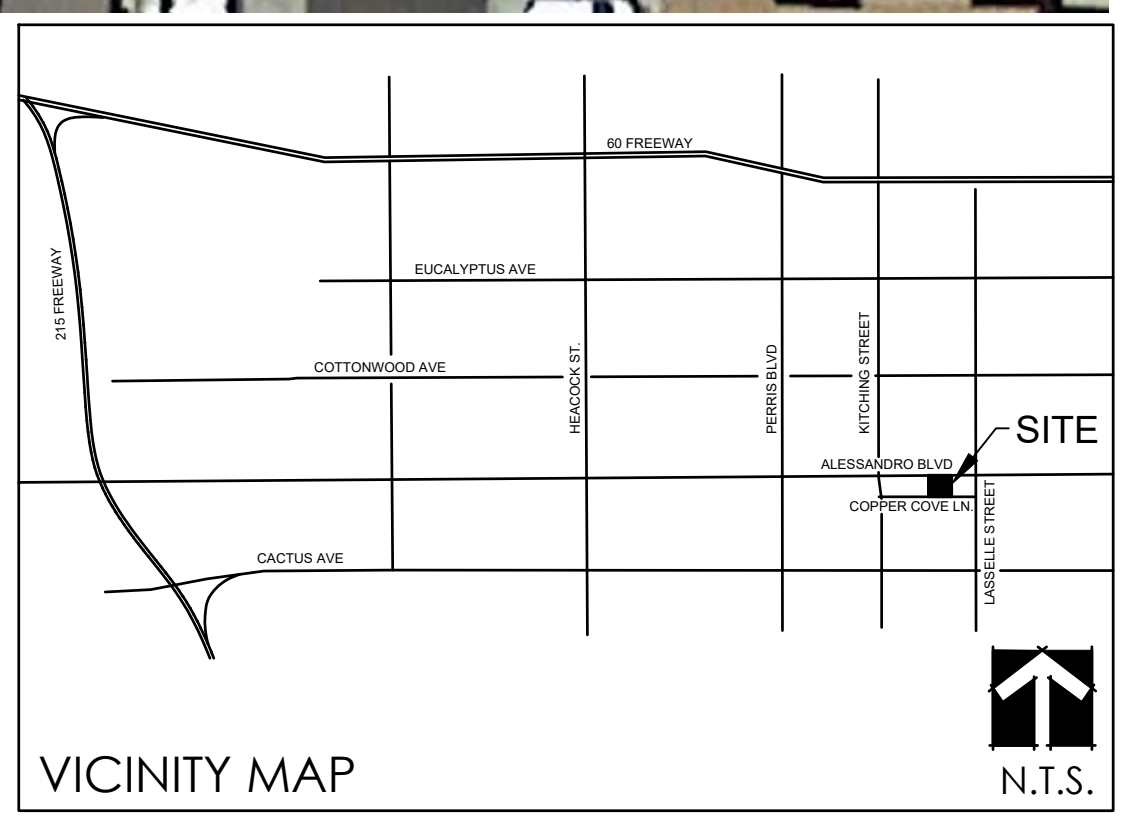 60 FREEWAY
215 FREEWAY
EUCALYPTUS AVE
COTTONWOOD AVE
HEACOCK ST.
PERRIS BLVD
KITCHING STREET
SITE
ALESSANDRO BLVD
COPPER COVE LN.
LASSELLE STREET
CACTUS AVE
VICINITY MAP
N.T.S.